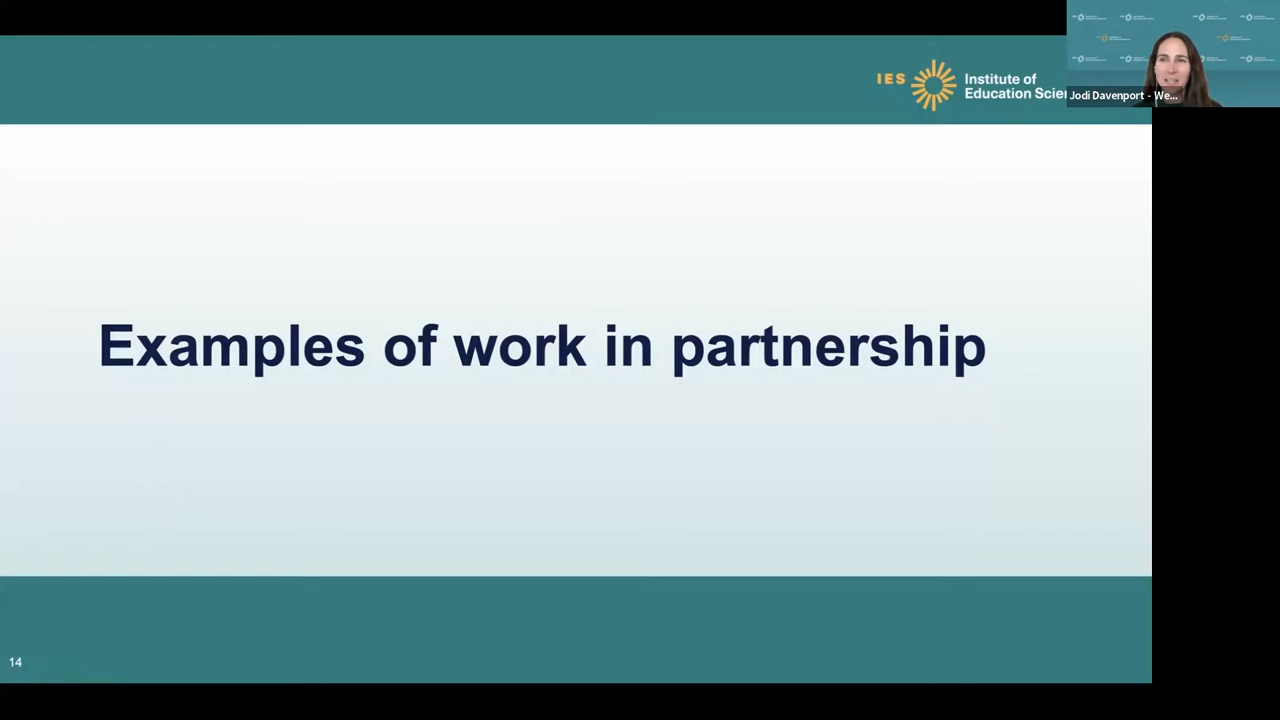 IES
Institute of
Education Scien
Jodi Davenport - We...
Examples of work in partnership
14